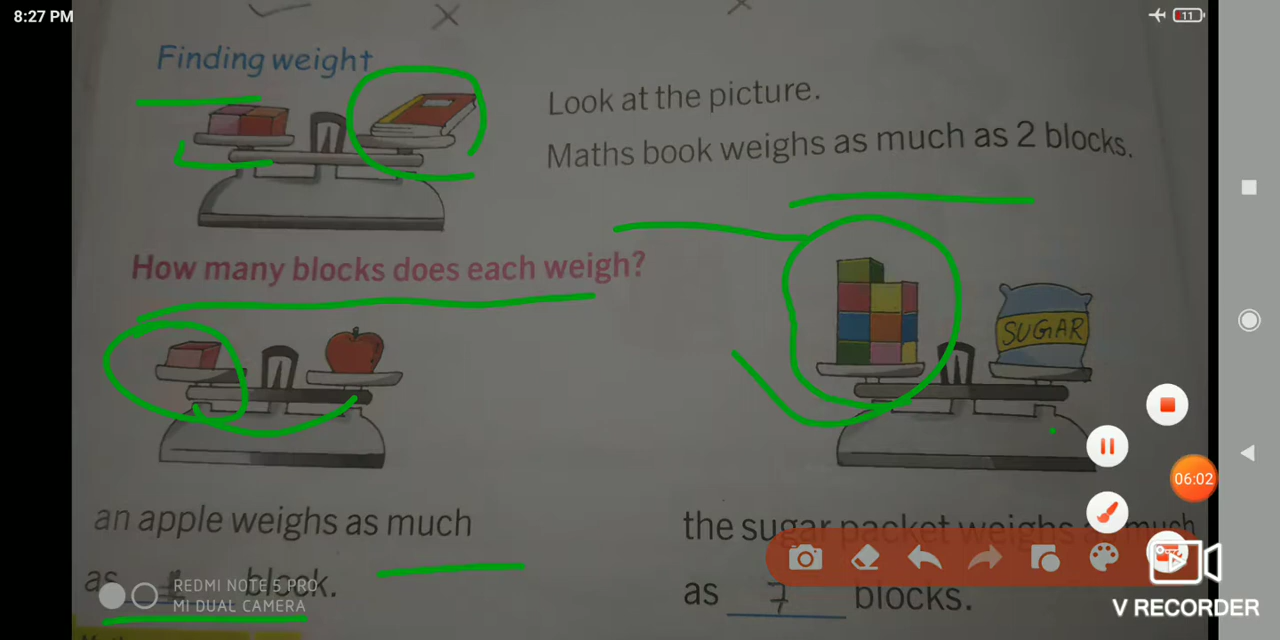 8:27 PM
11
Finding weight
Look at the picture.
Maths book weighs as much as 2 blocks.
How many blocks does each weigh?
SUGAR
06:02
an apple weighs as much
as block.
the sugar packet weighs as much
as 7 blocks.
REDMI NOTE 5 PRO
MI DUAL CAMERA
V RECORDER